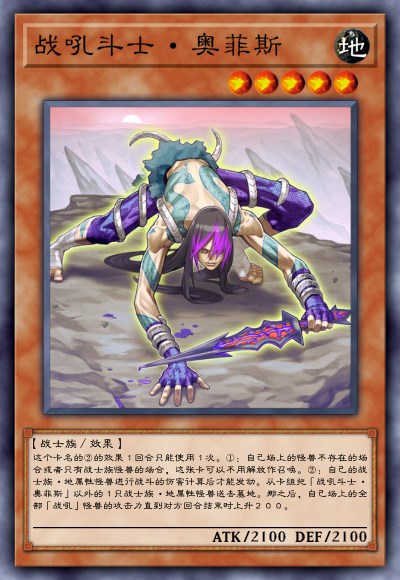 战吼斗士·奥菲斯
地
【战士族／效果】
这个卡名的②的效果1回合只能使用1次。①：自己场上的怪兽不存在的场
合或者只有战士族怪兽的场合，这张卡可以不用解放作召唤。②：自己的战
士族·地属性怪兽进行战斗的伤害计算后才能发动。从卡组把「战吼斗士·
奥菲斯」以外的1只战士族·地属性怪兽送去墓地。那之后，自己场上的全
部「战吼」怪兽的攻击力直到对方回合结束时上升２００。
ATK/2100 DEF/2100